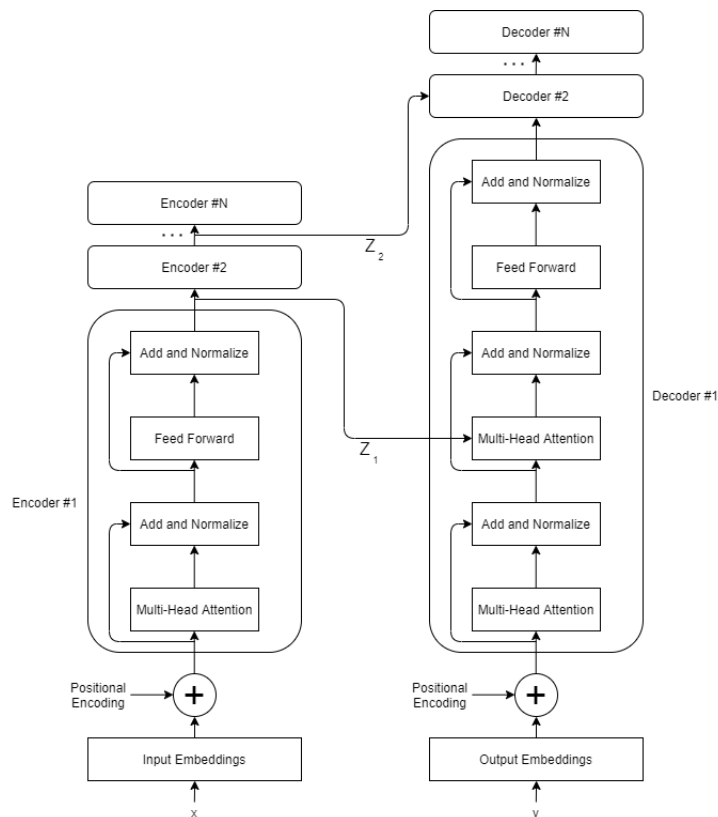 Decoder #N
...
Decoder #2
Add and Normalize
Feed Forward
Add and Normalize
Multi-Head Attention
Add and Normalize
Multi-Head Attention
Decoder #1
Positional
Encoding
+
Output Embeddings
y
Encoder #N
...
Encoder #2
Z2
Z1
Add and Normalize
Feed Forward
Add and Normalize
Multi-Head Attention
Encoder #1
Positional
Encoding
+
Input Embeddings
x